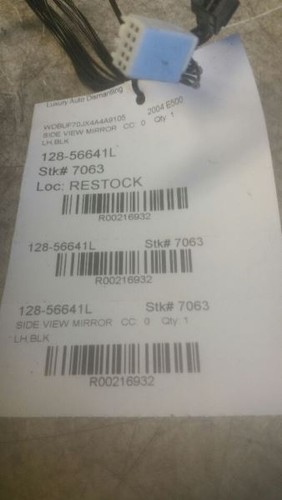 Luxury Auto Dismantling
2004 E500
SIDE VIEW MIRROR CC: 0 Qty: 1
LH,BLK
128-56641L
Stk# 7063
Loc: RESTOCK
R00216932
128-56641L Stk# 7063
R00216932
128-56641L Stk# 7063
SIDE VIEW MIRROR CC: 0 Qty: 1
LH,BLK
R00216932